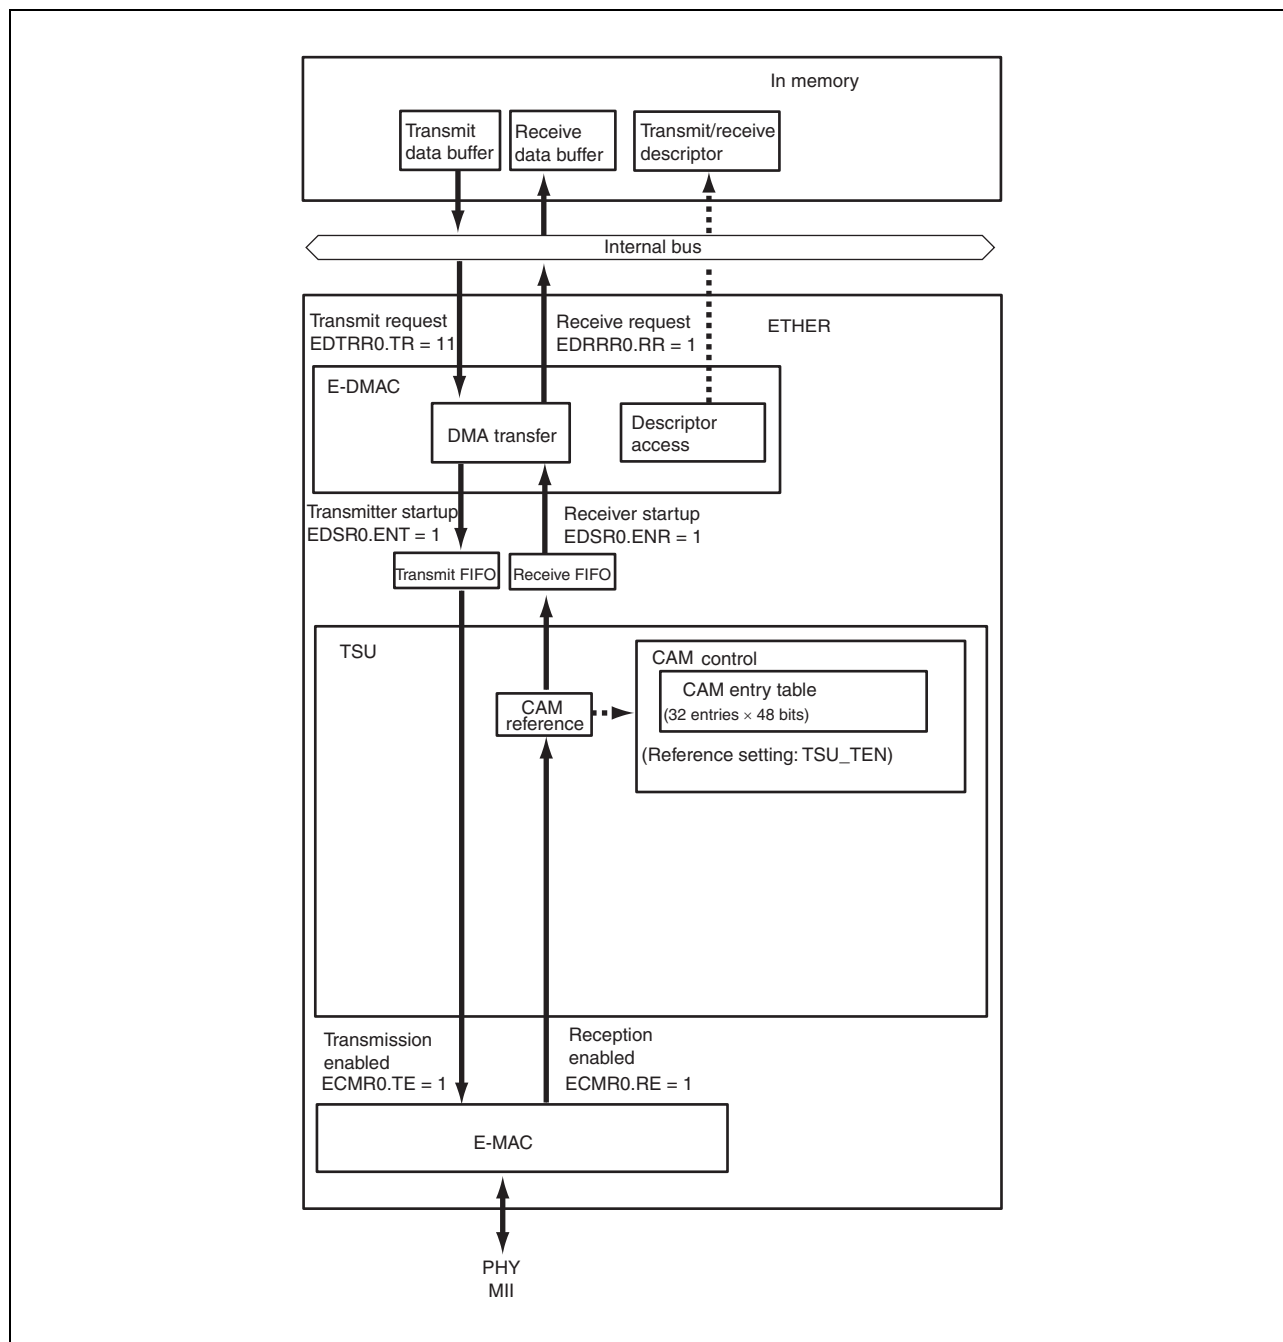 In memory
Transmit
data buffer
Receive
data buffer
Transmit/receive
descriptor
Internal bus
Transmit request
EDTRR0.TR = 11
Receive request
EDRRR0.RR = 1
ETHER
E-DMAC
DMA transfer
Descriptor
access
Transmitter startup
EDSR0.ENT = 1
Receiver startup
EDSR0.ENR = 1
Transmit FIFO
Receive FIFO
TSU
CAM control
CAM entry table
(32 entries × 48 bits)
CAM
reference
(Reference setting: TSU_TEN)
Transmission
enabled
ECMR0.TE = 1
Reception
enabled
ECMR0.RE = 1
E-MAC
PHY
MII